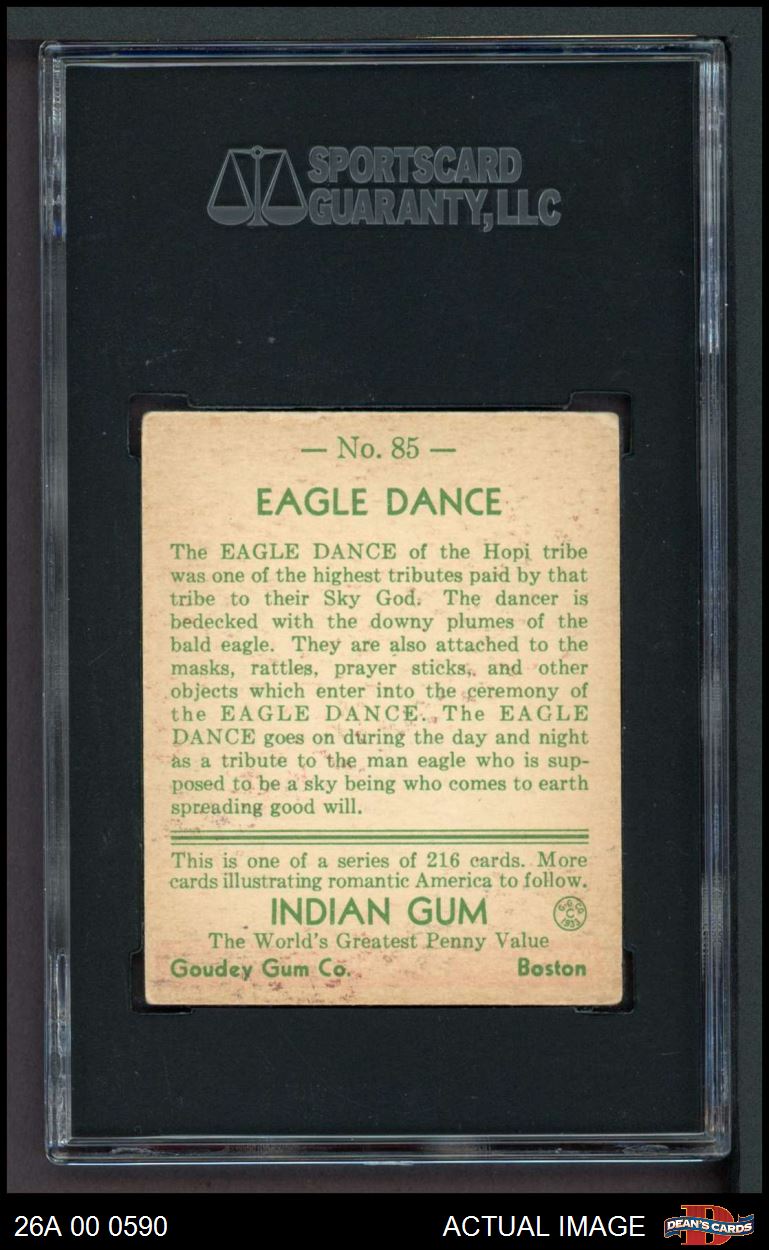 SPORTSCARD
GUARANTY, LLC
— No. 85 —
EAGLE DANCE
The EAGLE DANCE of the Hopi tribe
was one of the highest tributes paid by that
tribe to their Sky God. The dancer is
bedecked with the downy plumes of the
bald eagle. They are also attached to the
masks, rattles, prayer sticks, and other
objects which enter into the ceremony of
the EAGLE DANCE. The EAGLE
DANCE goes on during the day and night
as a tribute to the man eagle who is sup-
posed to be a sky being who comes to earth
spreading good will.
This is one of a series of 216 cards. More
cards illustrating romantic America to follow.
INDIAN GUM
G.G. Co.
C
1933
The World's Greatest Penny Value
Goudey Gum Co. Boston
26A 00 0590 ACTUAL IMAGE
DEAN'S CARDS